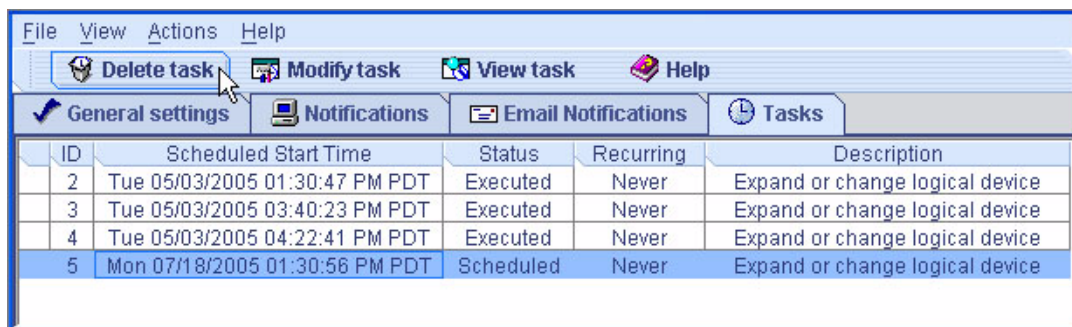 File View Actions Help
Delete task Modify task View task Help
General settings Notifications Email Notifications Tasks
ID Scheduled Start Time Status Recurring Description
2 Tue 05/03/2005 01:30:47 PM PDT Executed Never Expand or change logical device
3 Tue 05/03/2005 03:40:23 PM PDT Executed Never Expand or change logical device
4 Tue 05/03/2005 04:22:41 PM PDT Executed Never Expand or change logical device
5 Mon 07/18/2005 01:30:56 PM PDT Scheduled Never Expand or change logical device